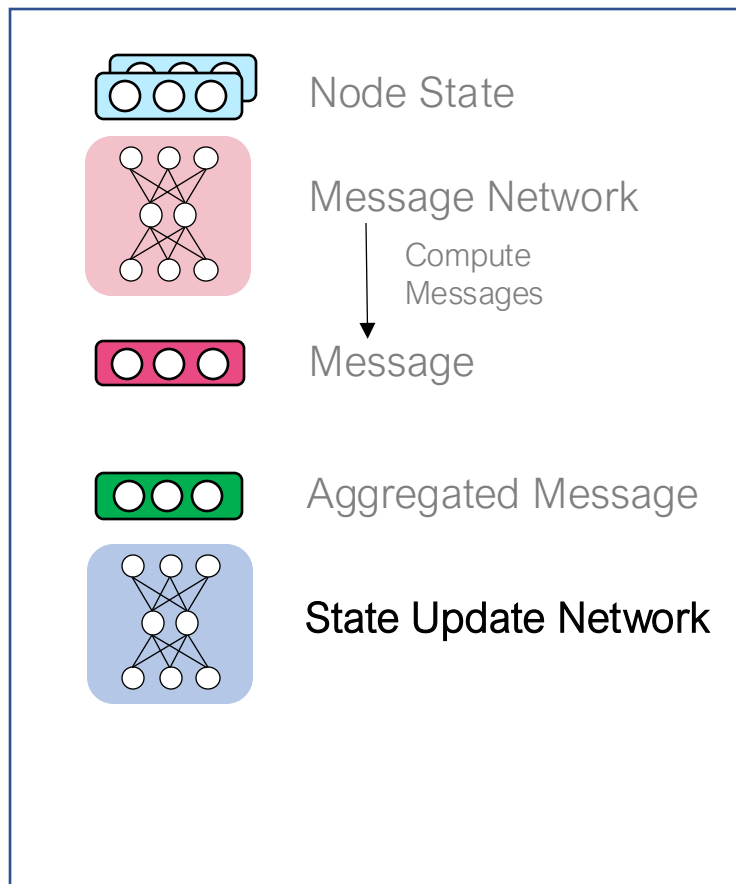 Node State
Message Network
Compute
Messages
Message
Aggregated Message
State Update Network